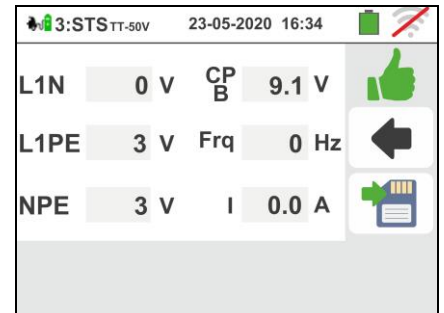 3:STS TT-50V 23-05-2020 16:34
L1N 0 V CP B 9.1 V
L1PE 3 V Frq 0 Hz
NPE 3 V I 0.0 A